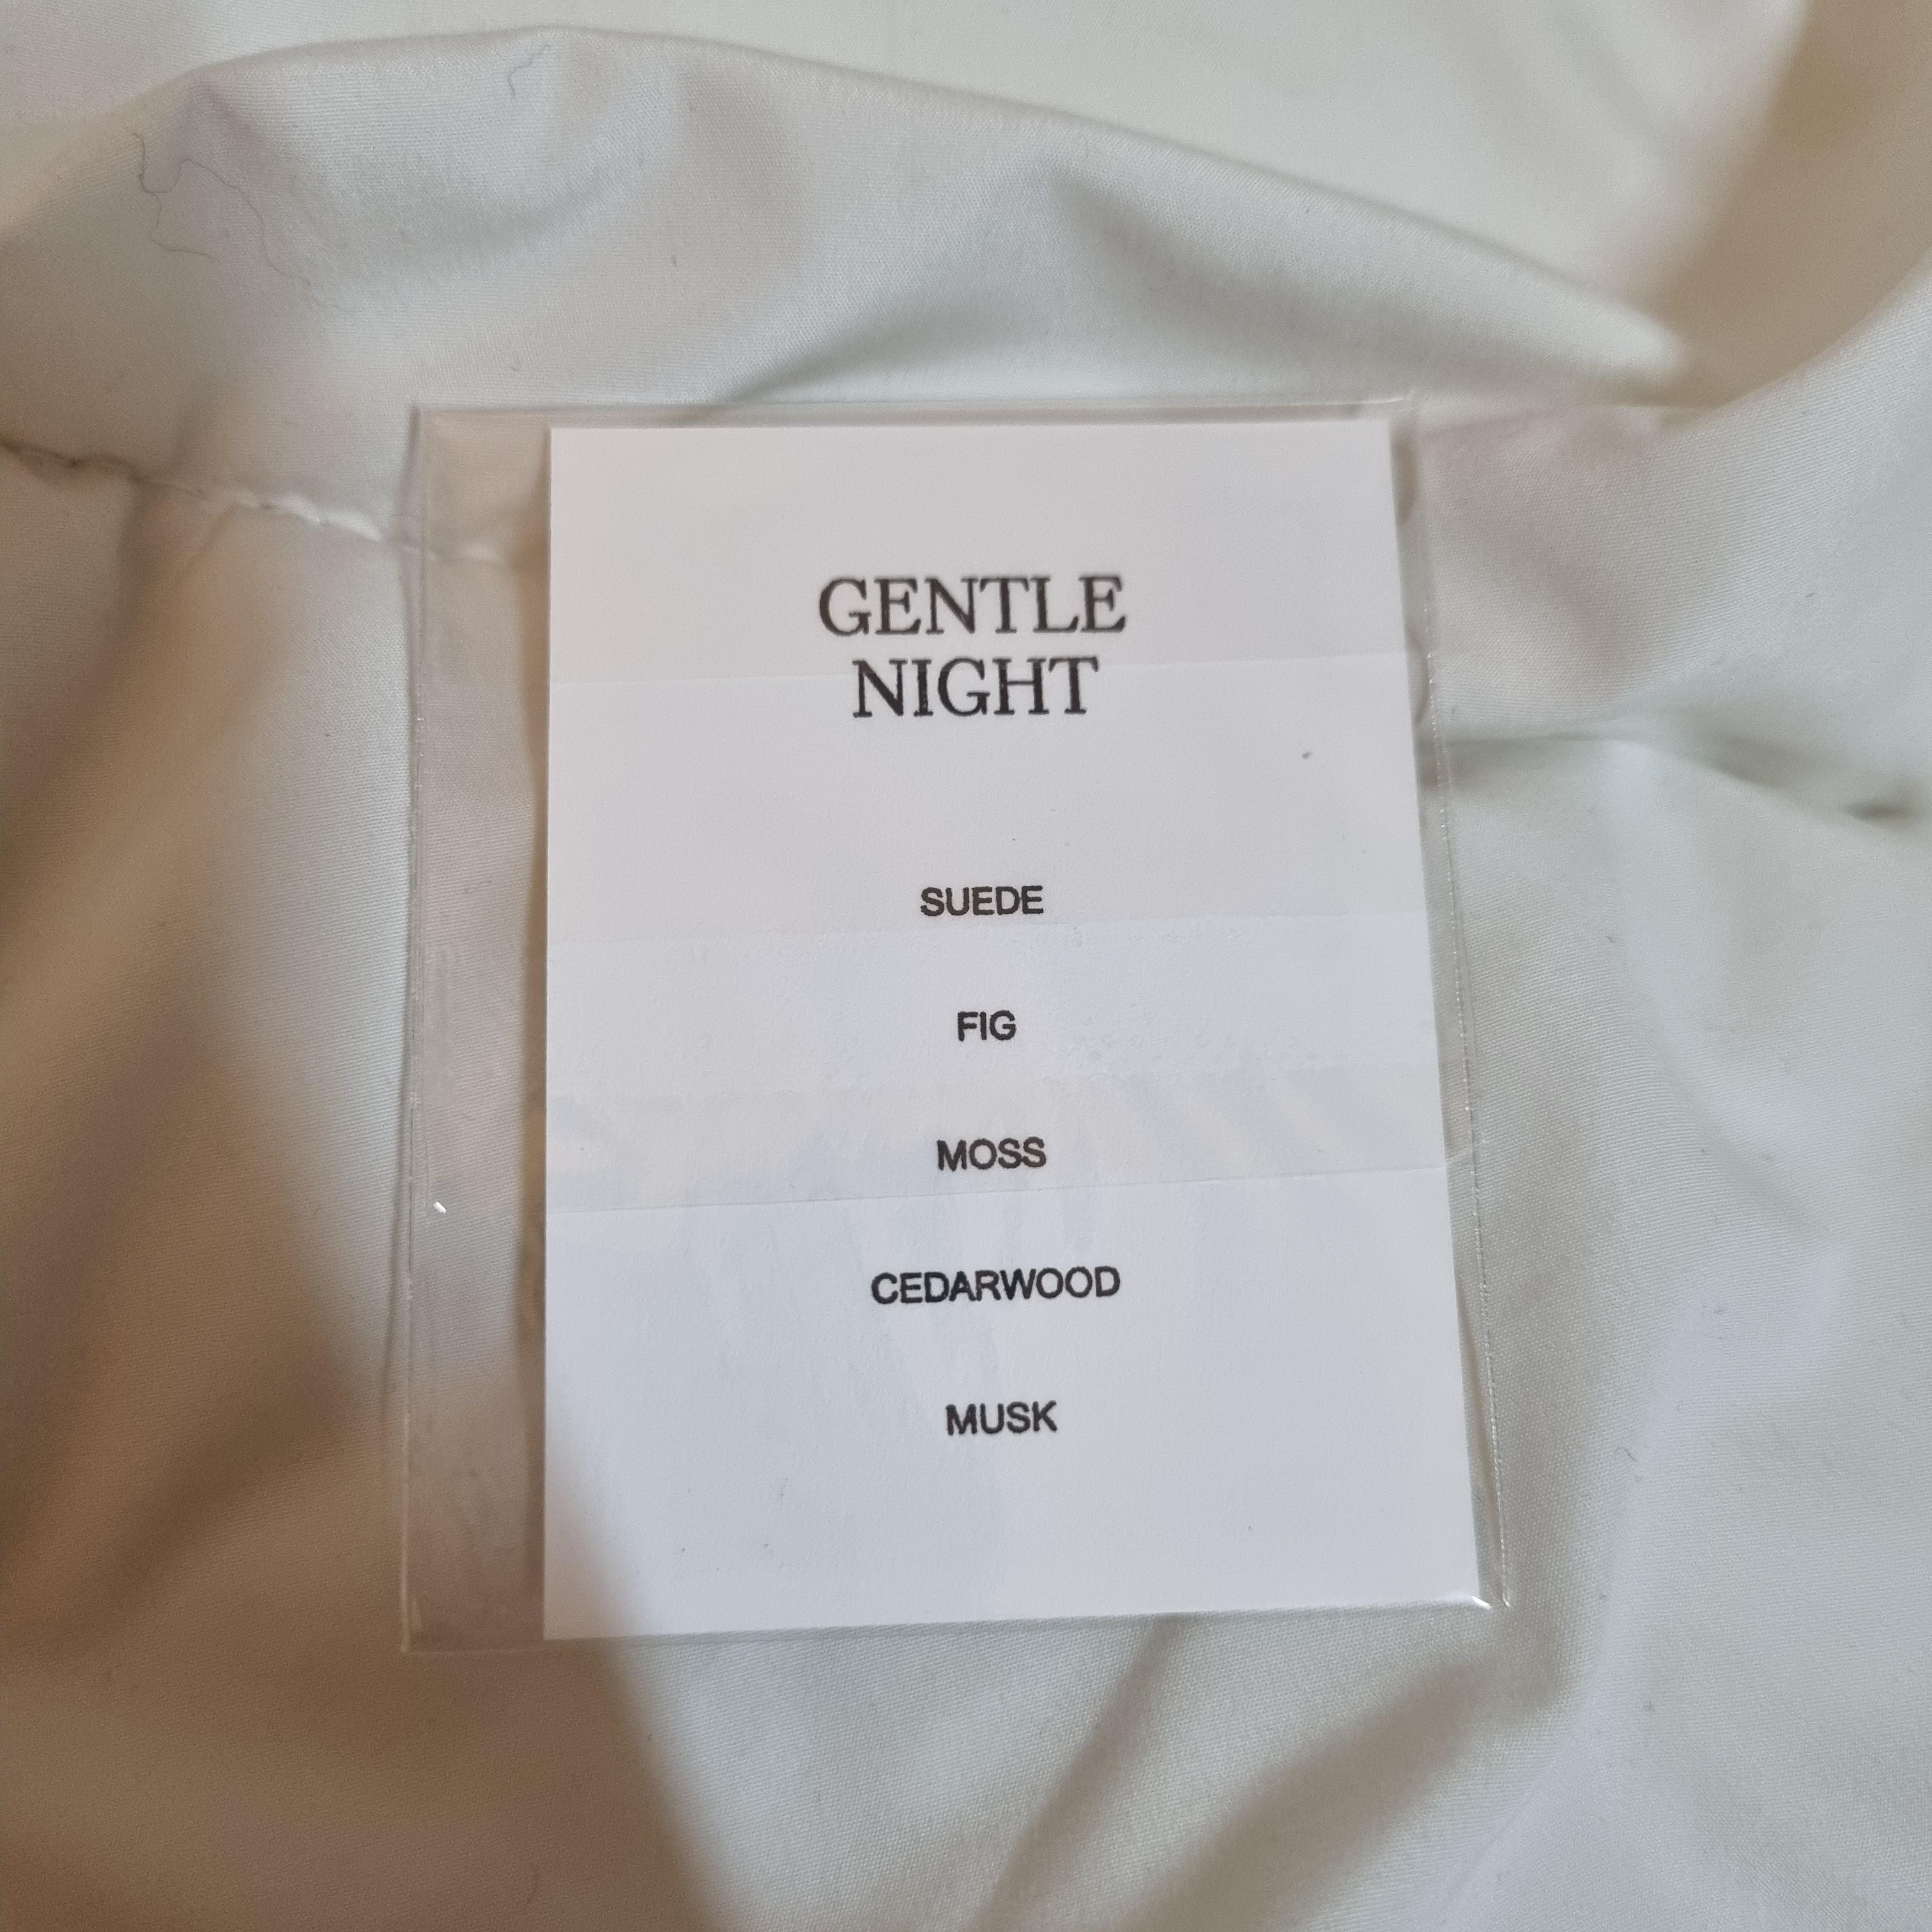 GENTLE
NIGHT
SUEDE
FIG
MOSS
CEDARWOOD
MUSK